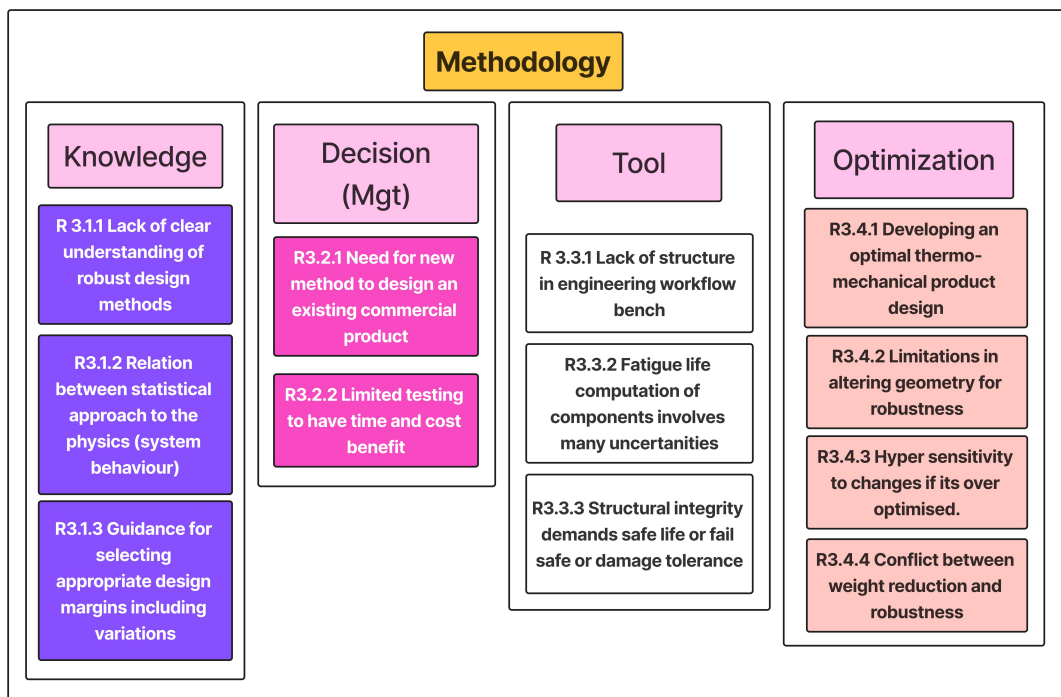 Methodology
Knowledge
R 3.1.1 Lack of clear
understanding of
robust design
methods
R3.1.2 Relation
between statistical
approach to the
physics (system
behaviour)
R3.1.3 Guidance for
selecting
appropriate design
margins including
variations
Decision
(Mgt)
R3.2.1 Need for new
method to design an
existing commercial
product
R3.2.2 Limited testing
to have time and cost
benefit
Tool
R 3.3.1 Lack of structure
in engineering workflow
bench
R3.3.2 Fatigue life
computation of
components involves
many uncertanities
R3.3.3 Structural integrity
demands safe life or fail
safe or damage tolerance
Optimization
R3.4.1 Developing an
optimal thermo-
mechanical product
design
R3.4.2 Limitations in
altering geometry for
robustness
R3.4.3 Hyper sensitivity
to changes if its over
optimised.
R3.4.4 Conflict between
weight reduction and
robustness